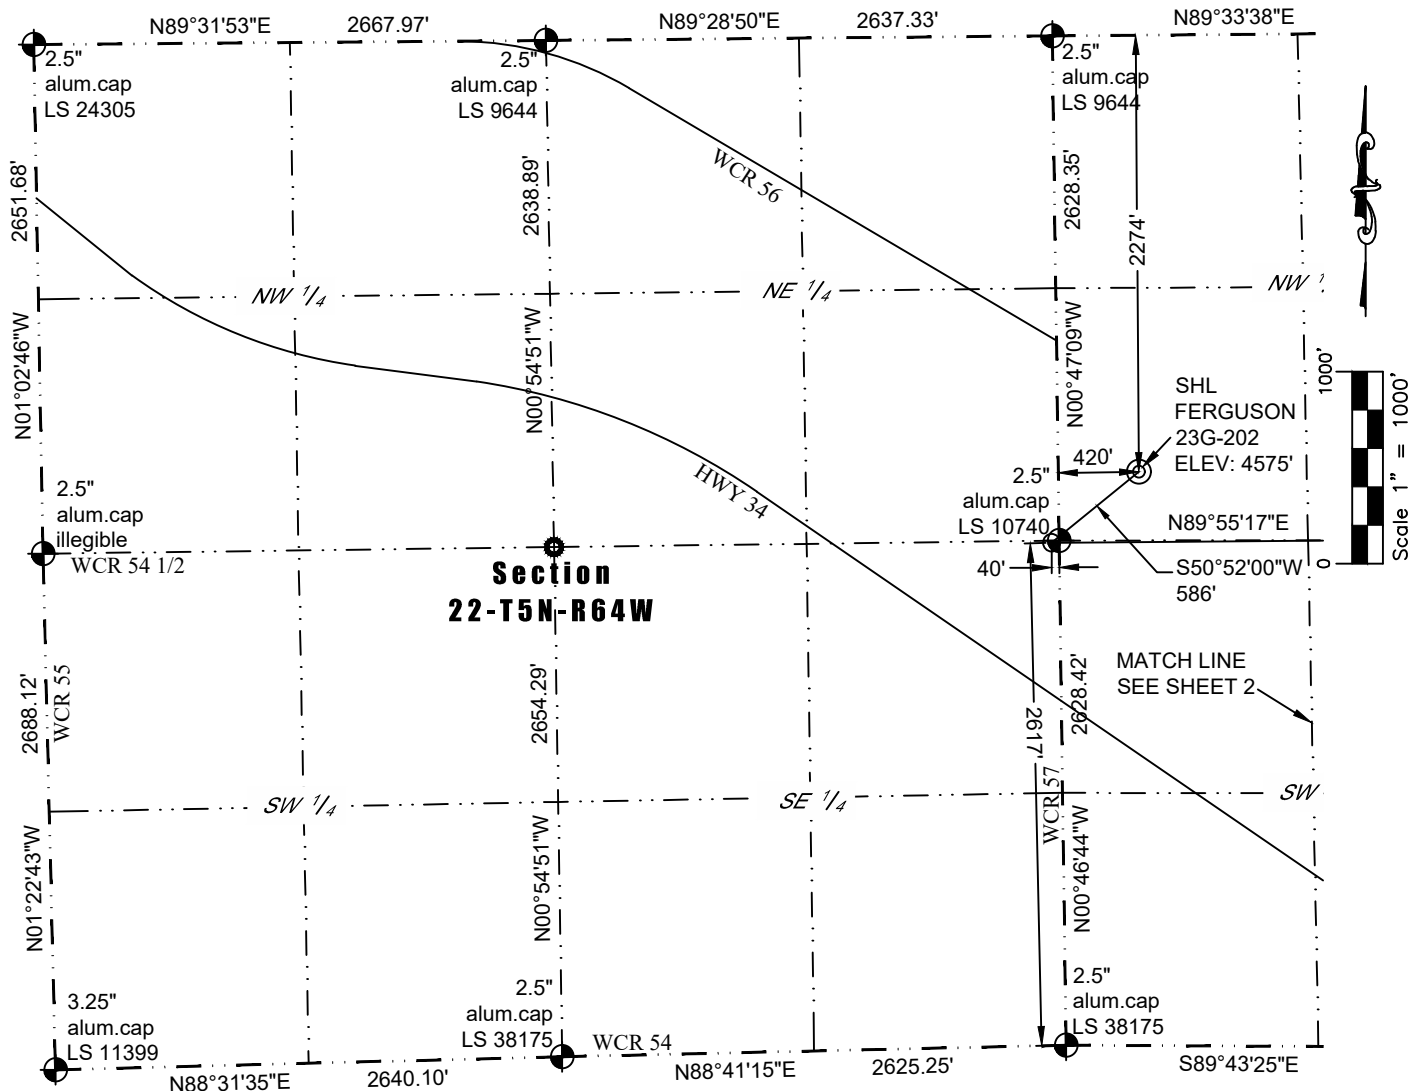 N89°31'53"E
2667.97'
N89°28'50"E
2637.33'
N89°33'38"E
2.5"
alum.cap
LS 24305
2.5"
alum.cap
LS 9644
2.5"
alum.cap
LS 9644
2651.68'
2638.89'
WCR 56
2628.35'
2274'
NW 1/4
NE 1/4
NW 1
N01°02'46"W
N00°54'51"W
N00°47'09"W
1000'
0
Scale 1" = 1000'
SHL
FERGUSON
23G-202
ELEV: 4575'
420'
HWY 34
2.5"
alum.cap
illegible
2.5"
alum.cap
LS 10740
N89°55'17"E
WCR 54 1/2
Section
22-T5N-R64W
40'
S50°52'00"W
586'
MATCH LINE
SEE SHEET 2
2688.12'
WCR 55
2654.29'
2617'
2628.42'
WCR 57
SW 1/4
SE 1/4
SW
N01°22'43"W
N00°54'51"W
N00°46'44"W
3.25"
alum.cap
LS 11399
2.5"
alum.cap
LS 38175
WCR 54
2.5"
alum.cap
LS 38175
N88°31'35"E
2640.10'
N88°41'15"E
2625.25'
S89°43'25"E